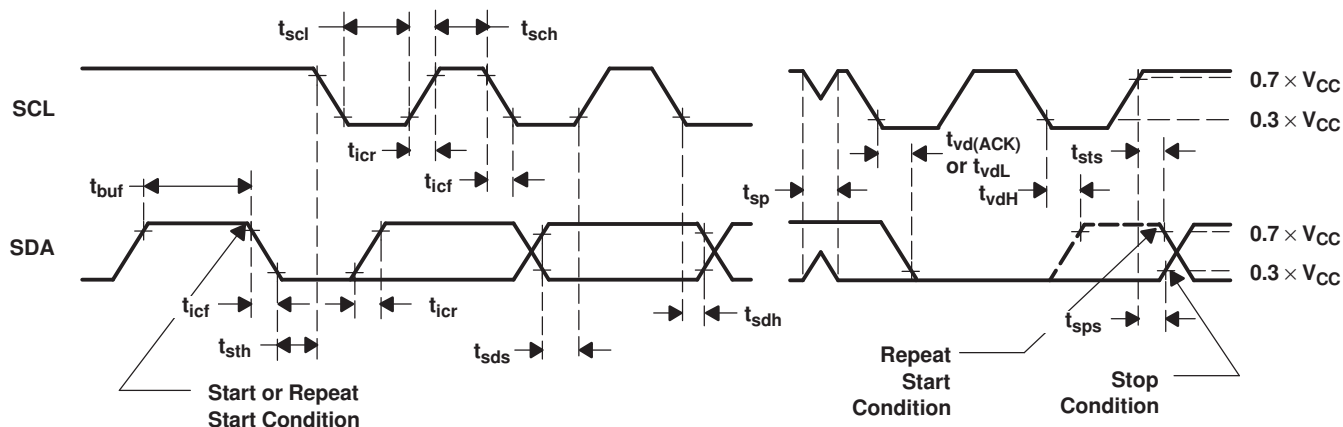 tscl
tsch
SCL
0.7 × VCC
0.3 × VCC
ticr
ticf
tbuf
tsp
tvd(ACK)
or tvdL
tvdH
tsts
SDA
0.7 × VCC
0.3 × VCC
ticf
ticr
tsth
tsds
tsdh
tsps
Start or Repeat
Start Condition
Repeat
Start
Condition
Stop
Condition